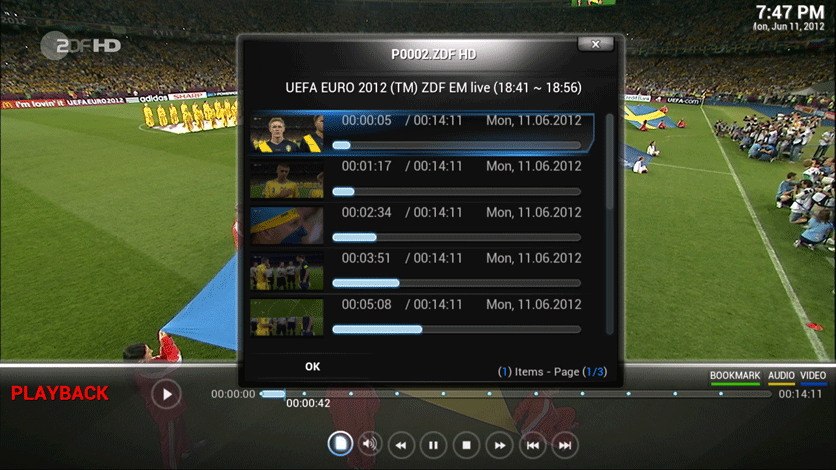 7:47 PM
Mon, Jun 11, 2012
ZDF HD
P0002.ZDF HD
x
UEFA EURO 2012 (TM) ZDF EM live (18:41 ~ 18:56)
i'm lovin' it UEFA EURO 2012 adidas SHARP
UEFA.com
00:00:05 / 00:14:11 Mon, 11.06.2012
00:01:17 / 00:14:11 Mon, 11.06.2012
00:02:34 / 00:14:11 Mon, 11.06.2012
00:03:51 / 00:14:11 Mon, 11.06.2012
00:05:08 / 00:14:11 Mon, 11.06.2012
OK
(1) Items - Page (1/3)
BOOKMARK AUDIO VIDEO
PLAYBACK
00:00:00
00:14:11
00:00:42